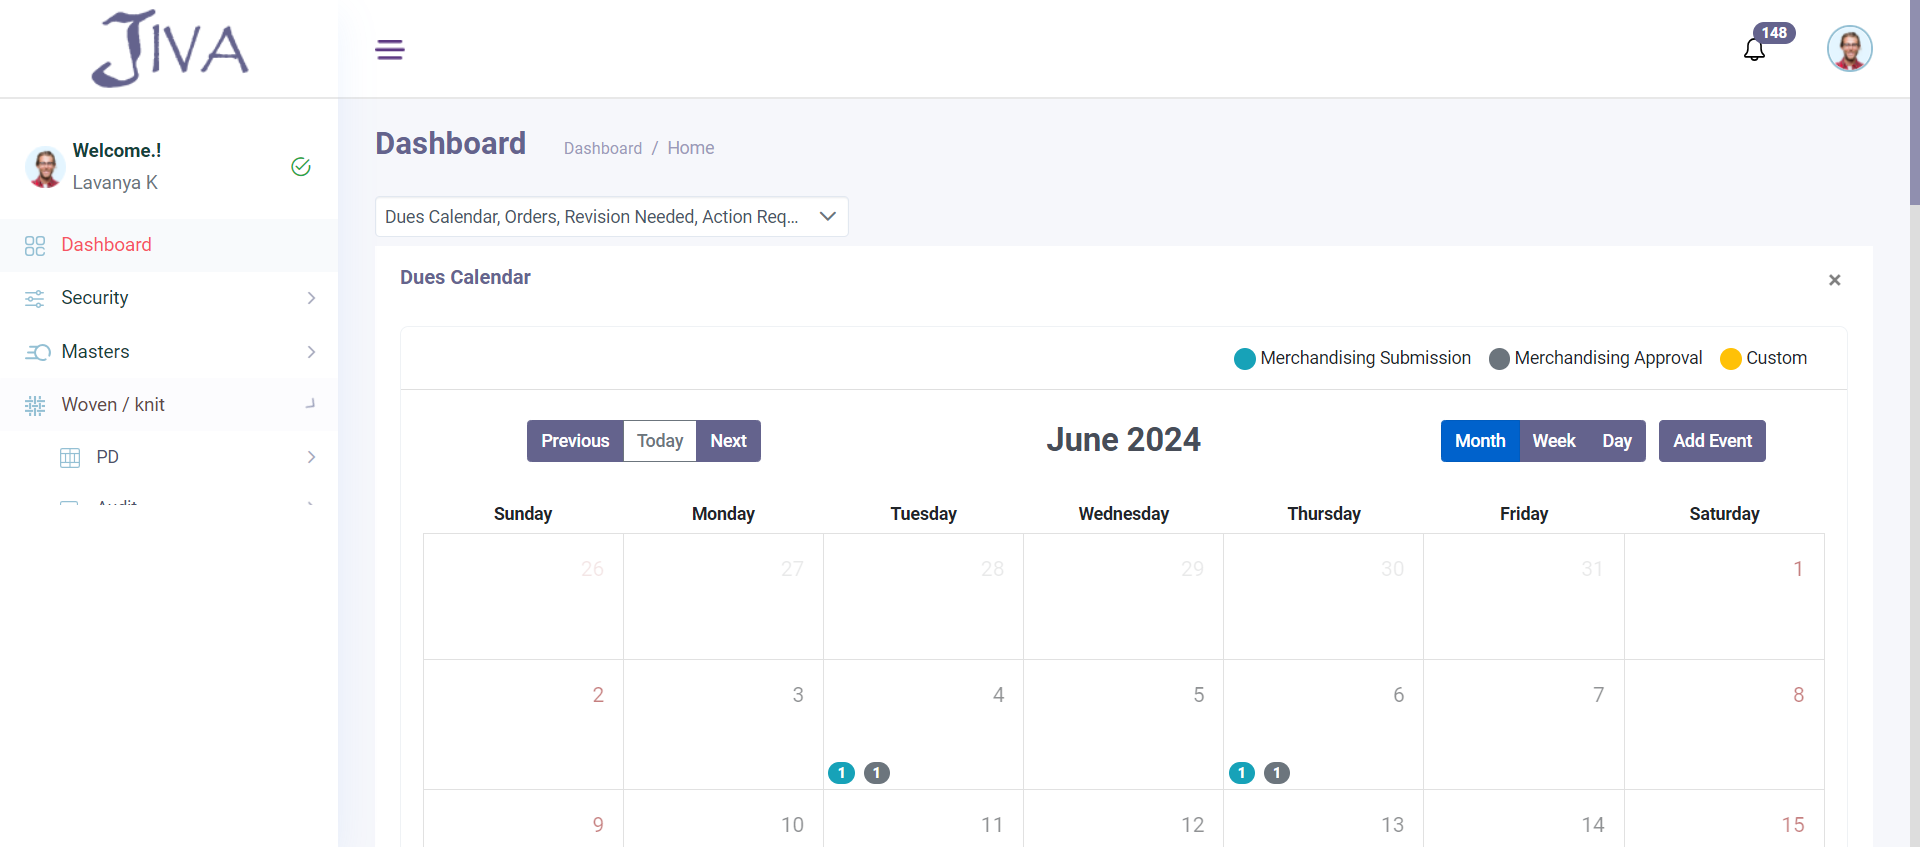 JIVA
148
Welcome.!
Lavanya K
Dashboard
Security
Masters
Woven / knit
PD
Audit
Dashboard
Dashboard / Home
Dues Calendar, Orders, Revision Needed, Action Req...
Dues Calendar
×
Merchandising Submission Merchandising Approval Custom
Previous Today Next
June 2024
Month Week Day Add Event
Sunday Monday Tuesday Wednesday Thursday Friday Saturday
26 27 28 29 30 31 1
2 3 4 5 6 7 8
1 1 1 1
9 10 11 12 13 14 15